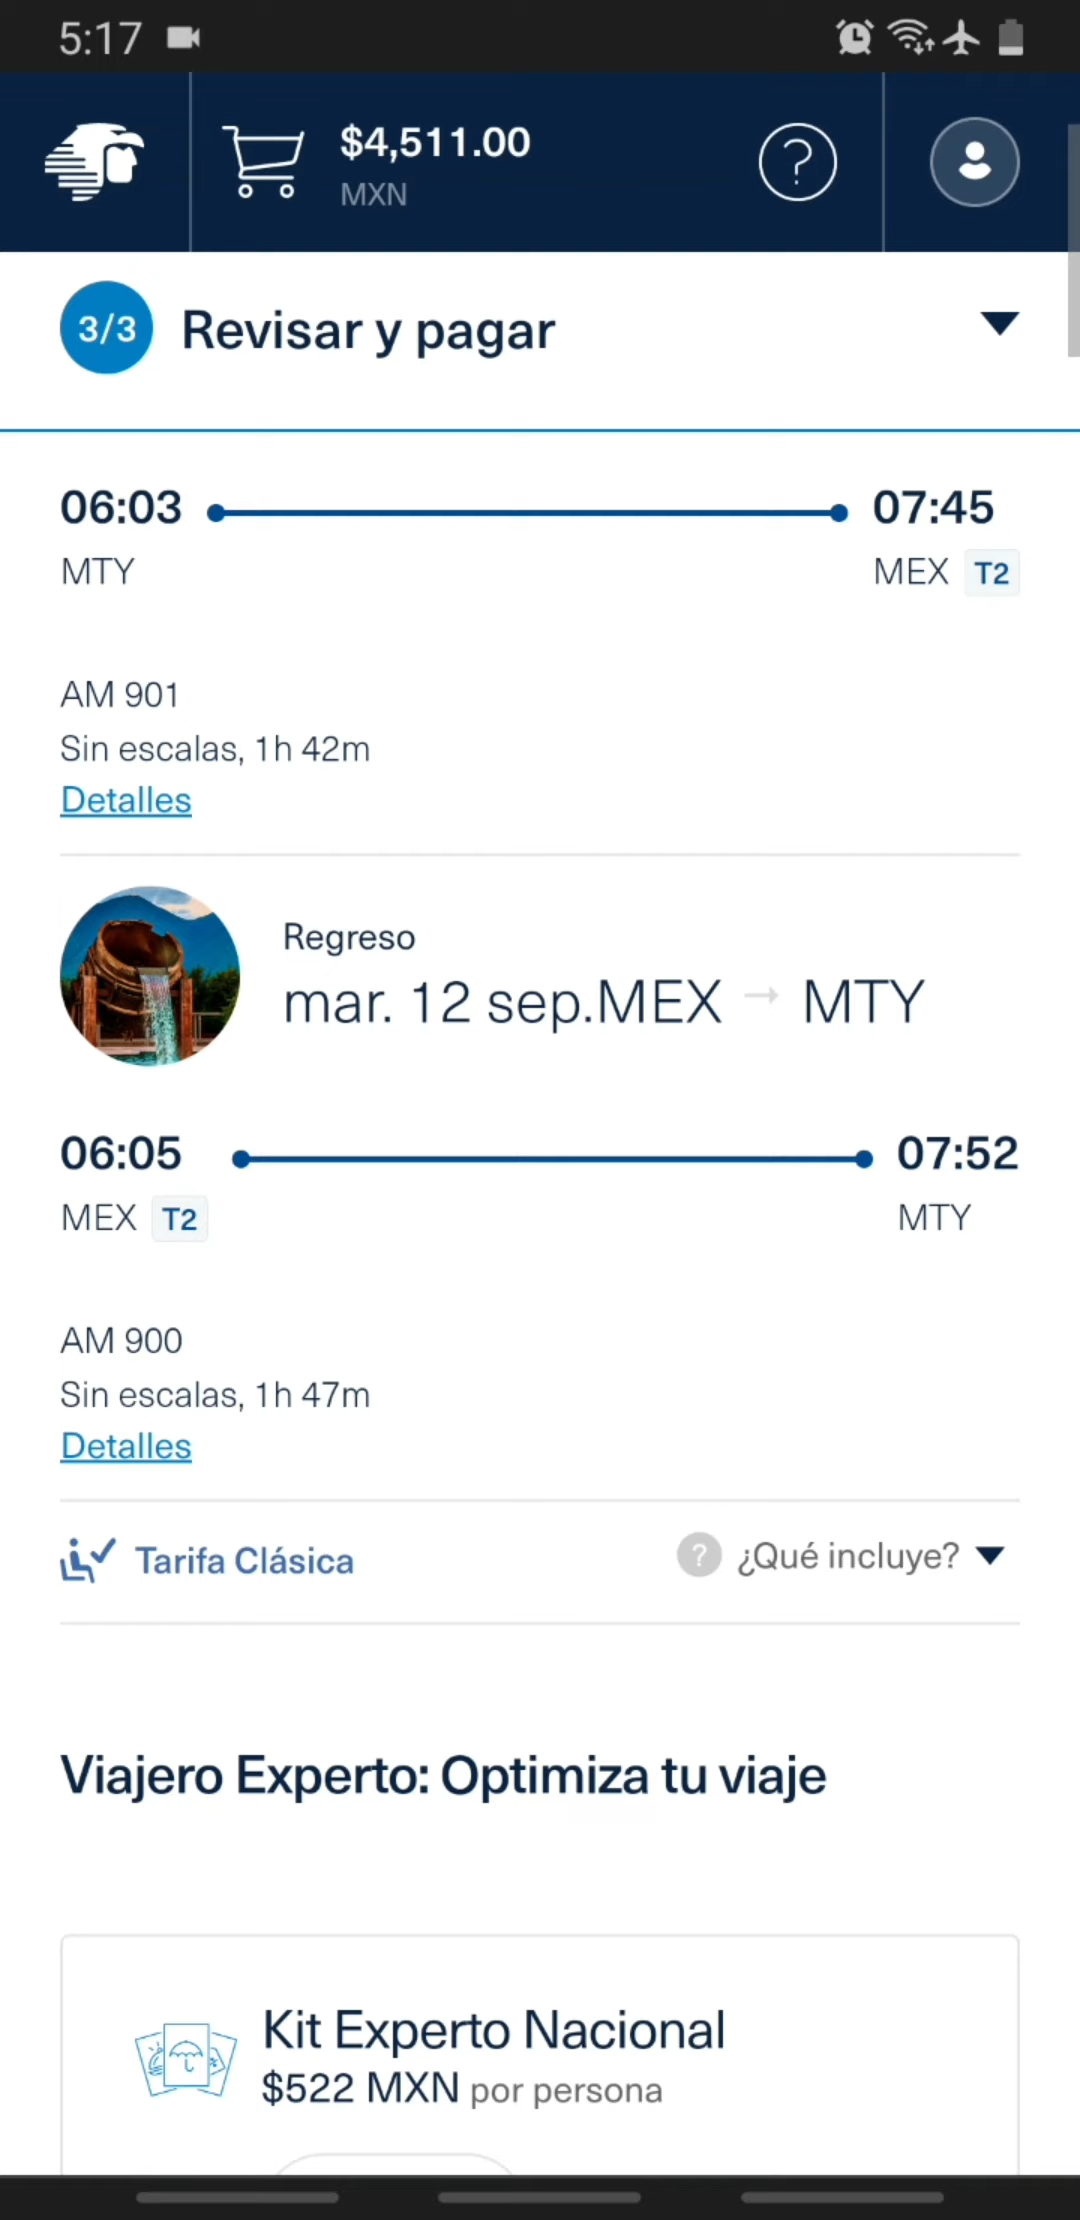 5:17
$4,511.00
MXN
?
3/3 Revisar y pagar
06:03 07:45
MTY MEX T2
AM 901
Sin escalas, 1h 42m
Detalles
Regreso
mar. 12 sep.MEX → MTY
06:05 07:52
MEX T2 MTY
AM 900
Sin escalas, 1h 47m
Detalles
Tarifa Clásica ? ¿Qué incluye?
Viajero Experto: Optimiza tu viaje
Kit Experto Nacional
$522 MXN por persona